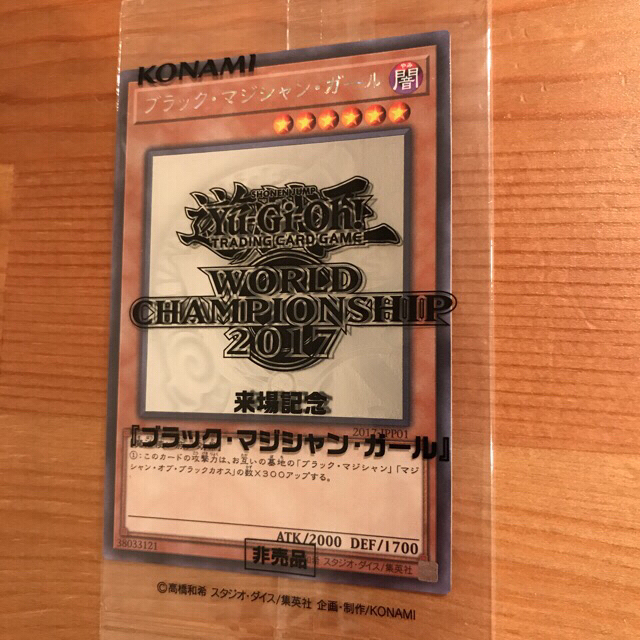 KONAMI
ブラック・マジシャン・ガール
闇
SHONEN JUMP
遊☆戯☆王
Yu-Gi-Oh!
TRADING CARD GAME
WORLD
CHAMPIONSHIP
2017
来場記念
2017-JPP01
『ブラック・マジシャン・ガール』
①:このカードの攻撃力は、お互いの墓地の「ブラック・マジシャン」「マジ
シャン・オブ・ブラックカオス」の数×300アップする。
ATK/2000 DEF/1700
38033121
非売品
スタジオ・ダイス/集英社
©高橋和希 スタジオ・ダイス/集英社 企画・制作/KONAMI